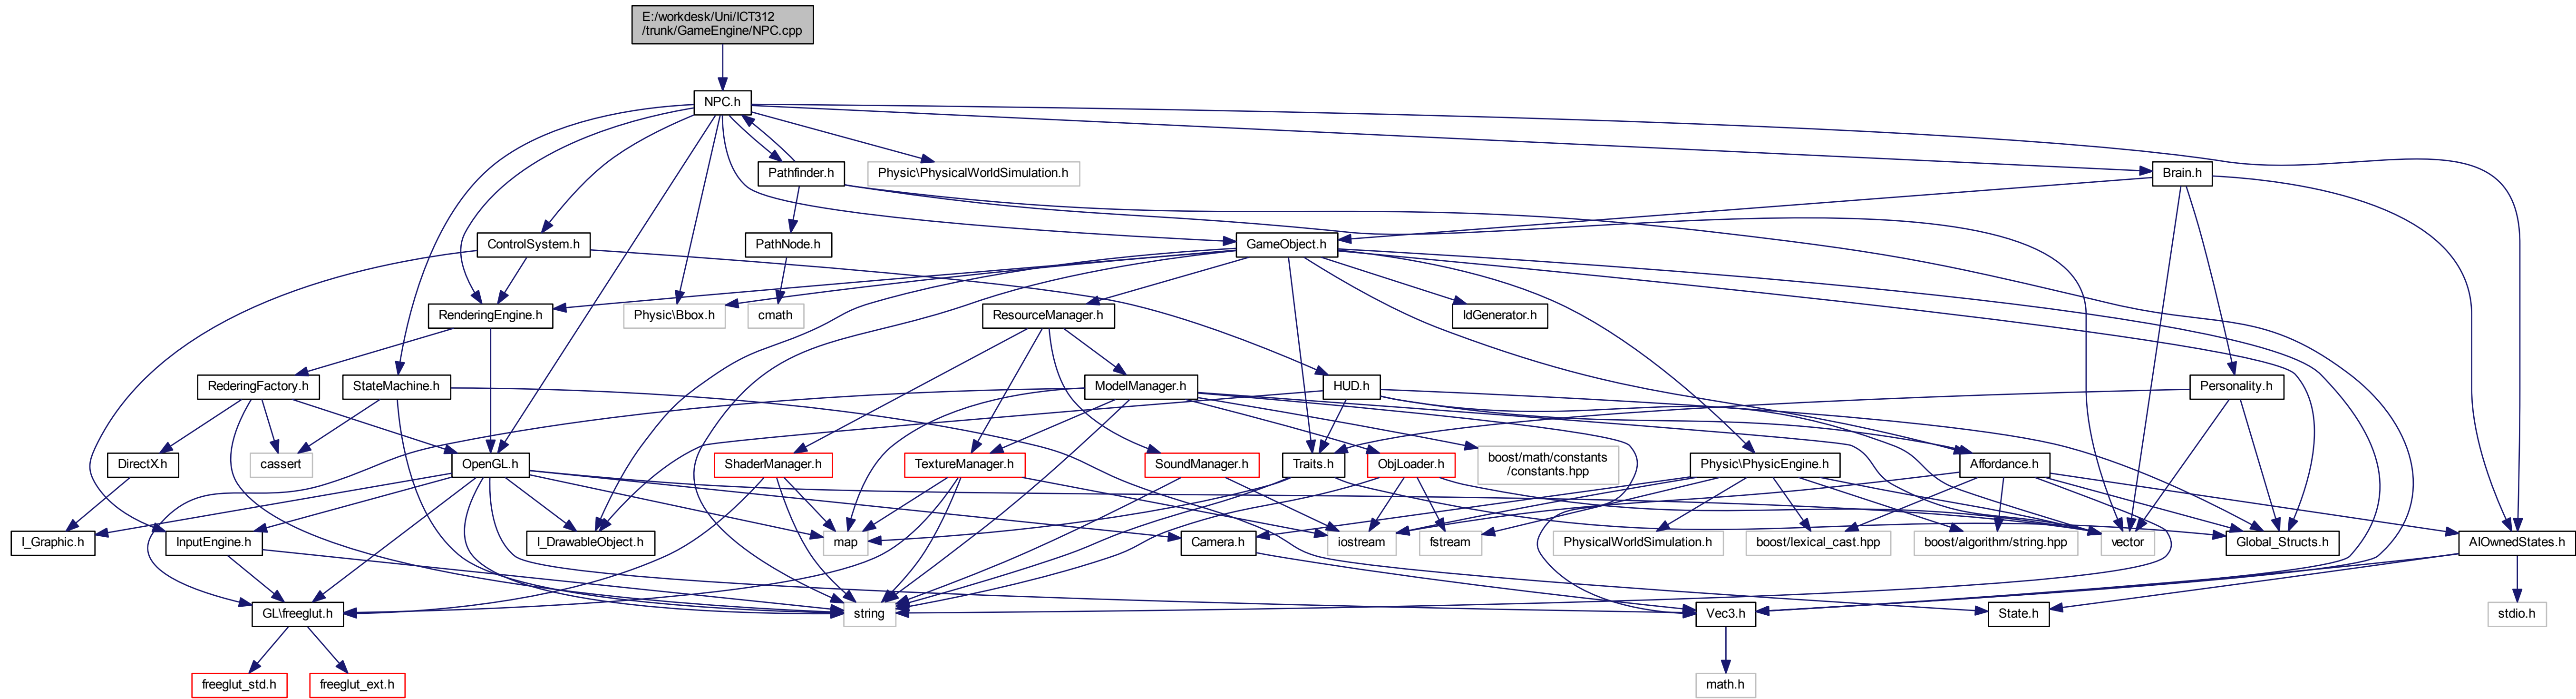 E:/workdesk/Uni/ICT312
/trunk/GameEngine/NPC.cpp
NPC.h
Pathfinder.h
Physic\PhysicalWorldSimulation.h
Brain.h
ControlSystem.h
PathNode.h
GameObject.h
RenderingEngine.h
Physic\Bbox.h
cmath
ResourceManager.h
IdGenerator.h
RederingFactory.h
StateMachine.h
ModelManager.h
HUD.h
Personality.h
DirectX.h
cassert
OpenGL.h
ShaderManager.h
TextureManager.h
SoundManager.h
Traits.h
ObjLoader.h
boost/math/constants
/constants.hpp
Physic\PhysicEngine.h
Affordance.h
I_Graphic.h
InputEngine.h
I_DrawableObject.h
map
Camera.h
iostream
fstream
PhysicalWorldSimulation.h
boost/lexical_cast.hpp
boost/algorithm/string.hpp
vector
Global_Structs.h
AIOwnedStates.h
GL\freeglut.h
string
Vec3.h
State.h
stdio.h
freeglut_std.h
freeglut_ext.h
math.h